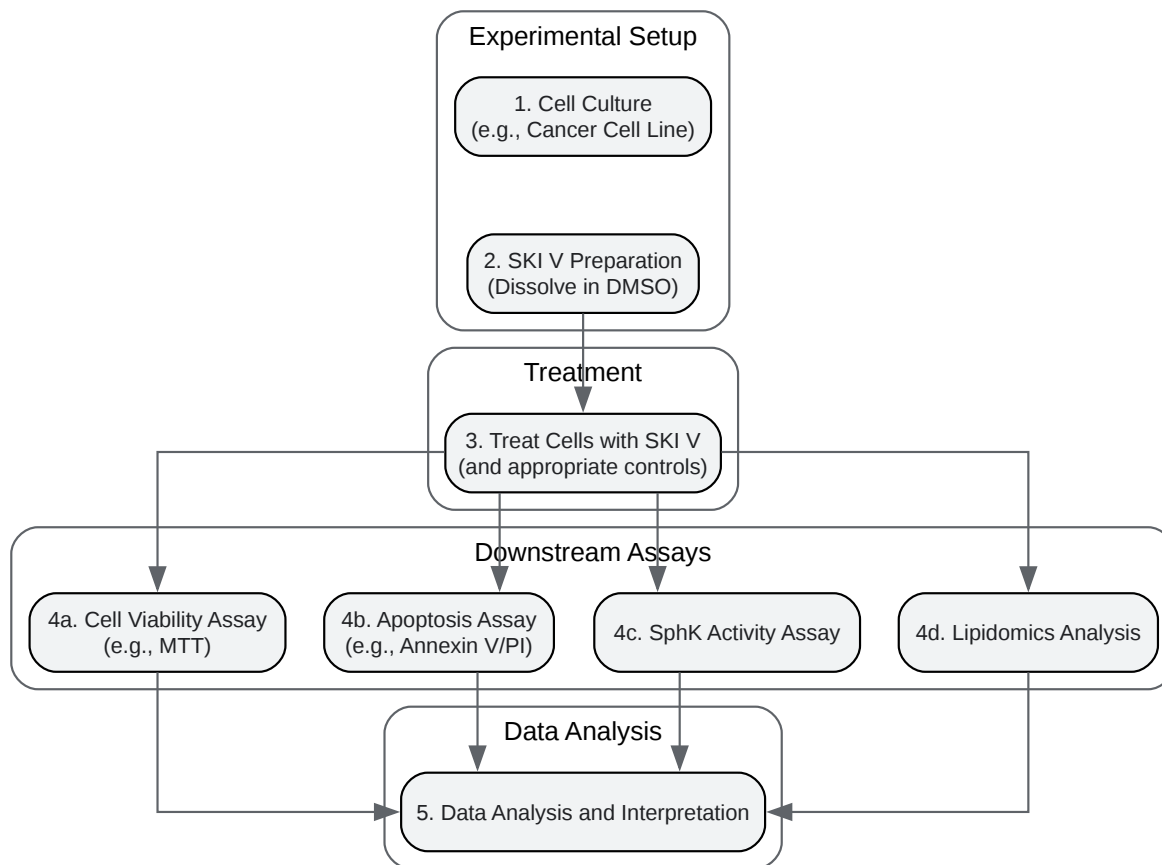 Experimental Setup
1. Cell Culture
(e.g., Cancer Cell Line)
2. SKI V Preparation
(Dissolve in DMSO)
Treatment
3. Treat Cells with SKI V
(and appropriate controls)
Downstream Assays
4a. Cell Viability Assay
(e.g., MTT)
4b. Apoptosis Assay
(e.g., Annexin V/PI)
4c. SphK Activity Assay
4d. Lipidomics Analysis
Data Analysis
5. Data Analysis and Interpretation